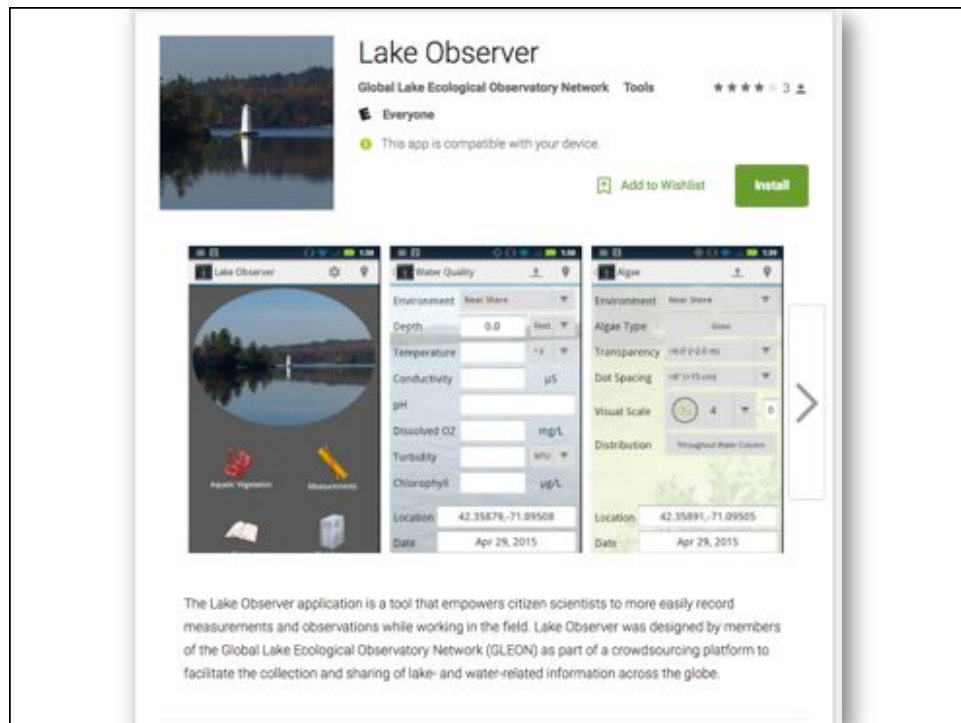 Lake Observer
Global Lake Ecological Observatory Network Tools 3
Everyone
This app is compatible with your device.
Add to Wishlist Install
1:38
Lake Observer
Aquatic Vegetation Measurements
1:38
Water Quality
Environment Near Shore
Depth 0.0 Feet
Temperature ° F
Conductivity µS
pH
Dissolved O2 mg/L
Turbidity NTU
Chlorophyll µg/L
Location 42.35879,-71.09508
Date Apr 29, 2015
1:39
Algae
Environment Near Shore
Algae Type
Transparency
Dot Spacing
Visual Scale 4 0
Distribution Throughout Water Column
Location 42.35891,-71.09505
Date Apr 29, 2015
The Lake Observer application is a tool that empowers citizen scientists to more easily record
measurements and observations while working in the field. Lake Observer was designed by members
of the Global Lake Ecological Observatory Network (GLEON) as part of a crowdsourcing platform to
facilitate the collection and sharing of lake- and water-related information across the globe.